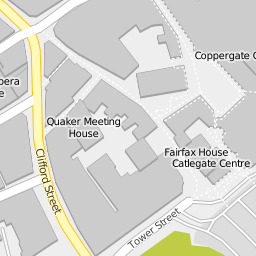 Coppergate C
pera
e
Quaker Meeting
House
Fairfax House
Catlegate Centre
Clifford Street
Tower Street